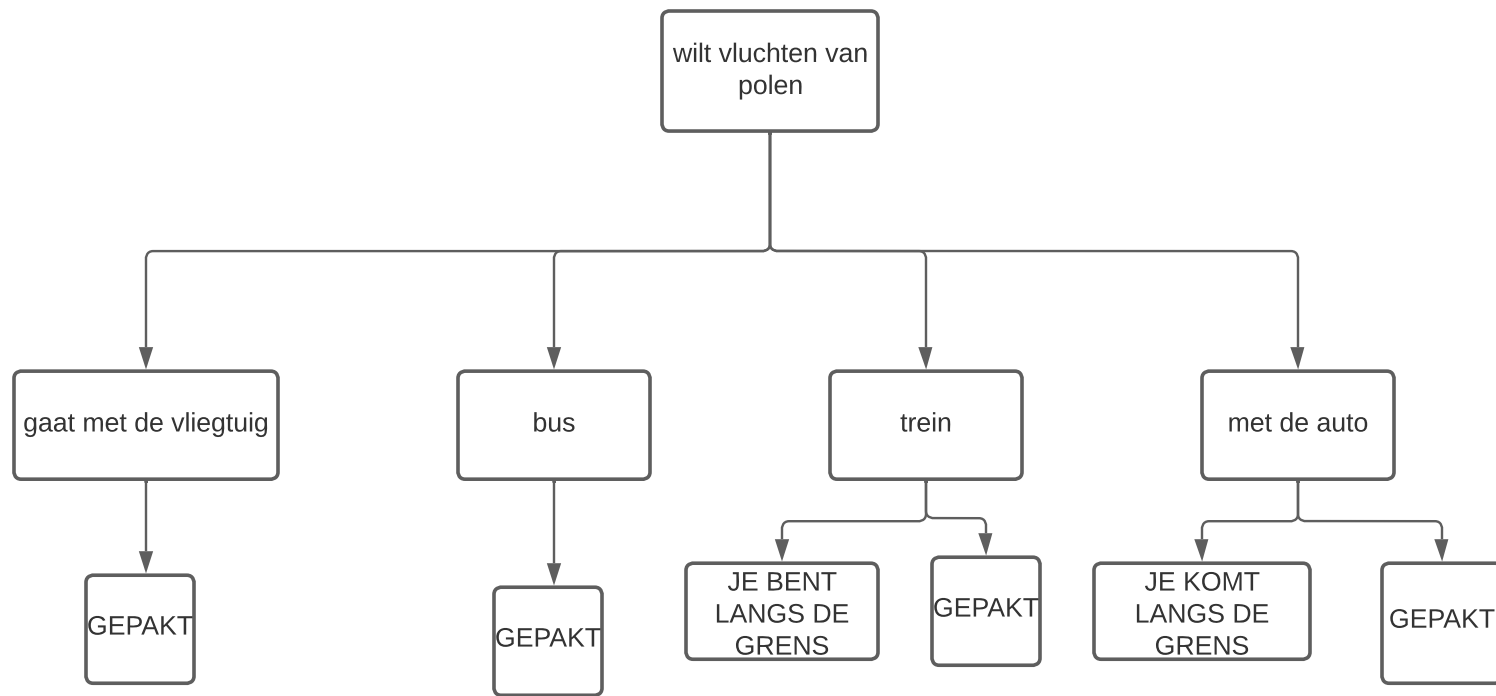 wilt vluchten van
polen
gaat met de vliegtuig
bus
trein
met de auto
GEPAKT
GEPAKT
JE BENT
LANGS DE
GRENS
GEPAKT
JE KOMT
LANGS DE
GRENS
GEPAKT